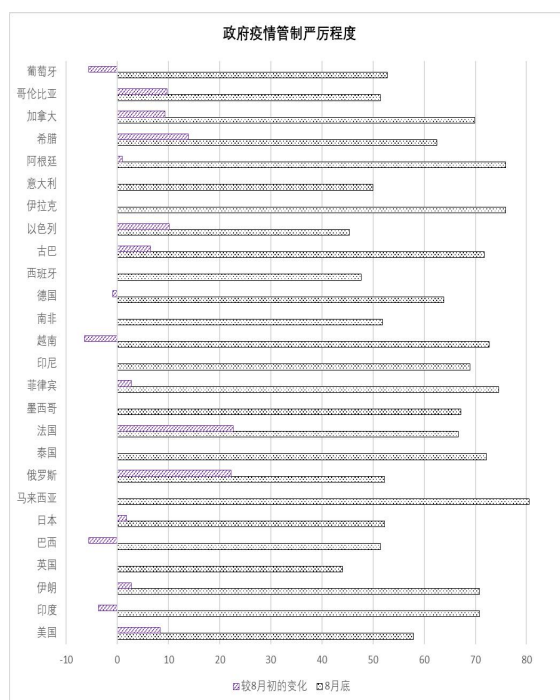 政府疫情管制严厉程度
葡萄牙
哥伦比亚
加拿大
希腊
阿根廷
意大利
伊拉克
以色列
古巴
西班牙
德国
南非
越南
印尼
菲律宾
墨西哥
法国
泰国
俄罗斯
马来西亚
日本
巴西
英国
伊朗
印度
美国
-10 0 10 20 30 40 50 60 70 80
较8月初的变化 8月底